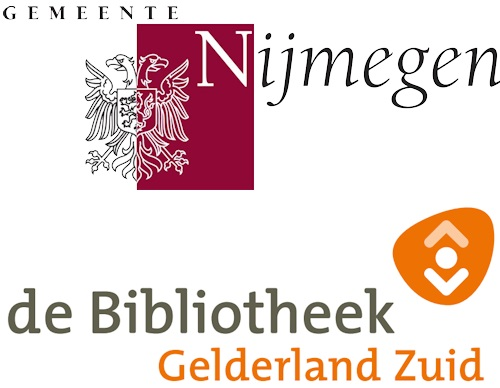 GEMEENTE
Nijmegen
de Bibliotheek
Gelderland Zuid